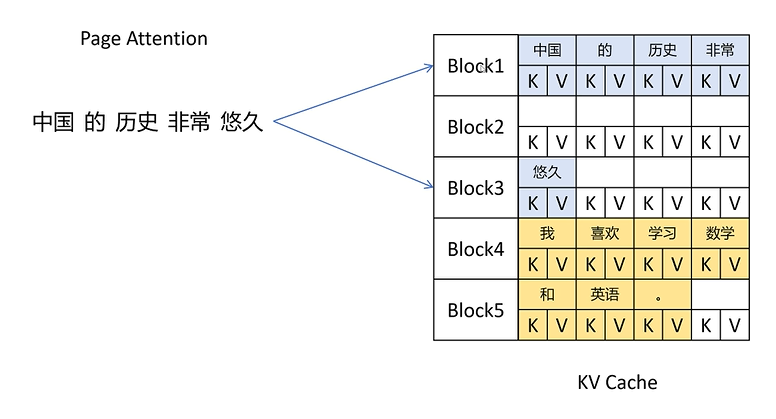 Page Attention
中国 的 历史 非常 悠久
Block1 中国 的 历史 非常
K V K V K V K V
Block2
K V K V K V K V
Block3 悠久
K V K V K V K V
Block4 我 喜欢 学习 数学
K V K V K V K V
Block5 和 英语 。
K V K V K V K V
KV Cache